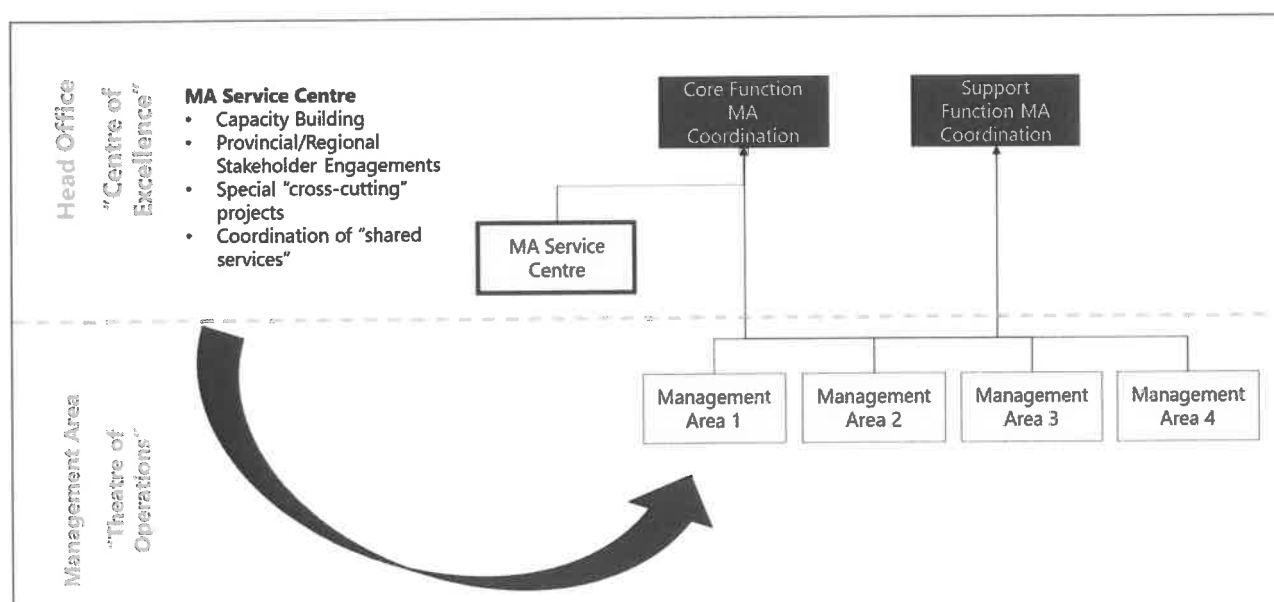 Head Office
"Centre of
Excellence"
MA Service Centre
• Capacity Building
• Provincial/Regional
Stakeholder Engagements
• Special "cross-cutting"
projects
• Coordination of "shared
services"
Core Function
MA
Coordination
Support
Function MA
Coordination
MA Service
Centre
Management Area
"Theatre of
Operations"
Management
Area 1
Management
Area 2
Management
Area 3
Management
Area 4